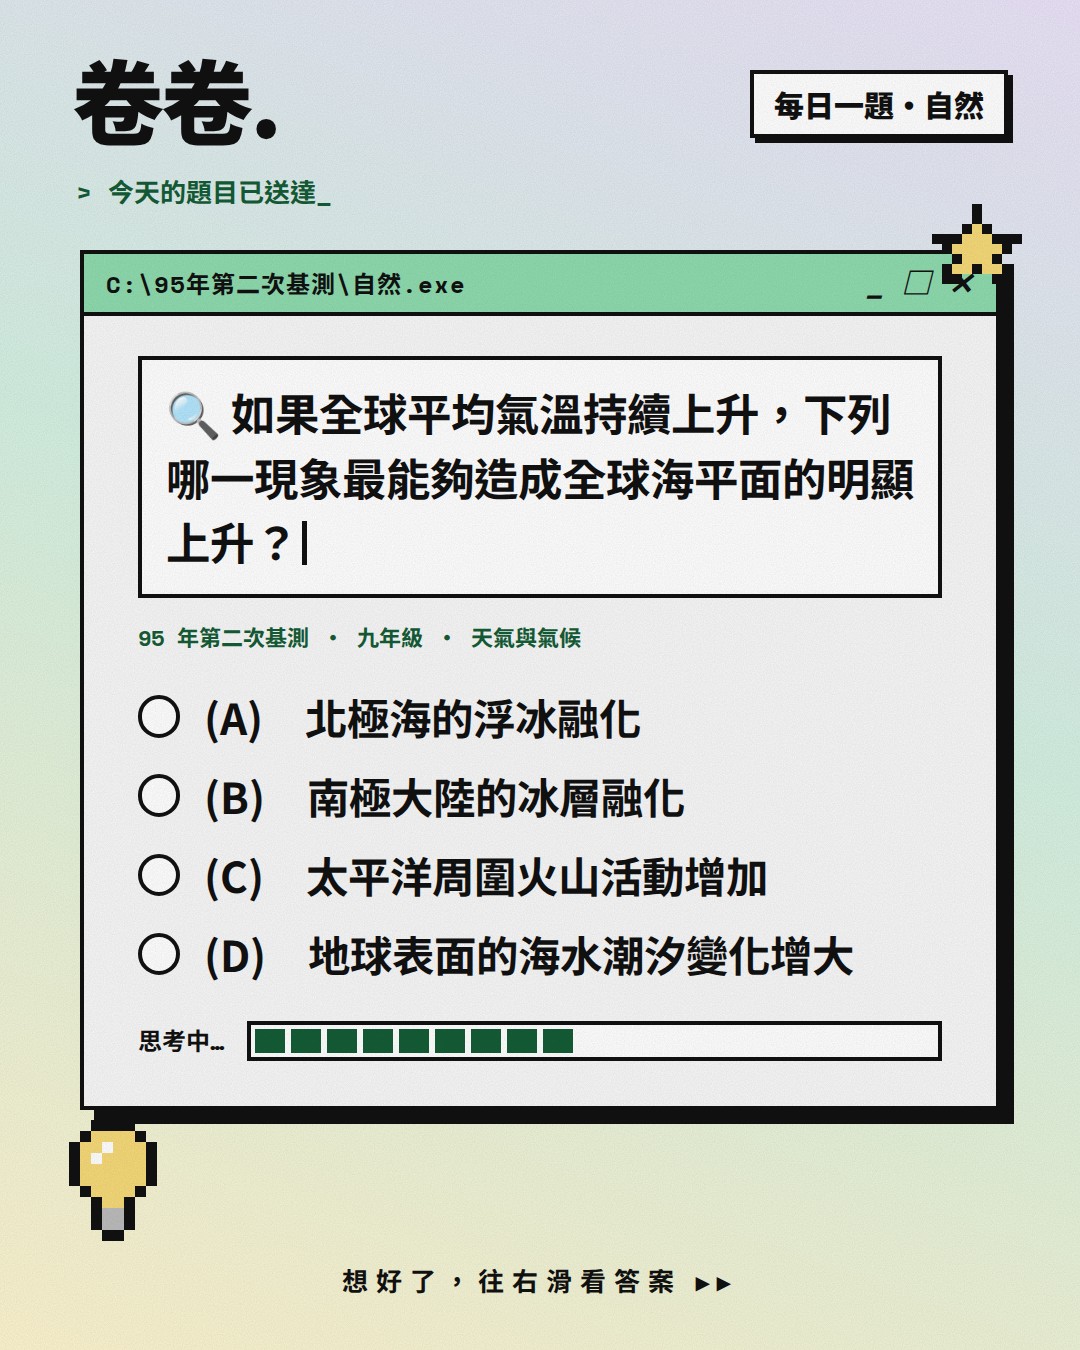 卷卷.
每日一題・自然
> 今天的題目已送達_
C:\95年第二次基測\自然.exe
_ □ ×
🔍 如果全球平均氣溫持續上升，下列
哪一現象最能夠造成全球海平面的明顯
上升？
95 年第二次基測 ・ 九年級 ・ 天氣與氣候
(A) 北極海的浮冰融化
(B) 南極大陸的冰層融化
(C) 太平洋周圍火山活動增加
(D) 地球表面的海水潮汐變化增大
思考中…
想好了，往右滑看答案 ▸▸